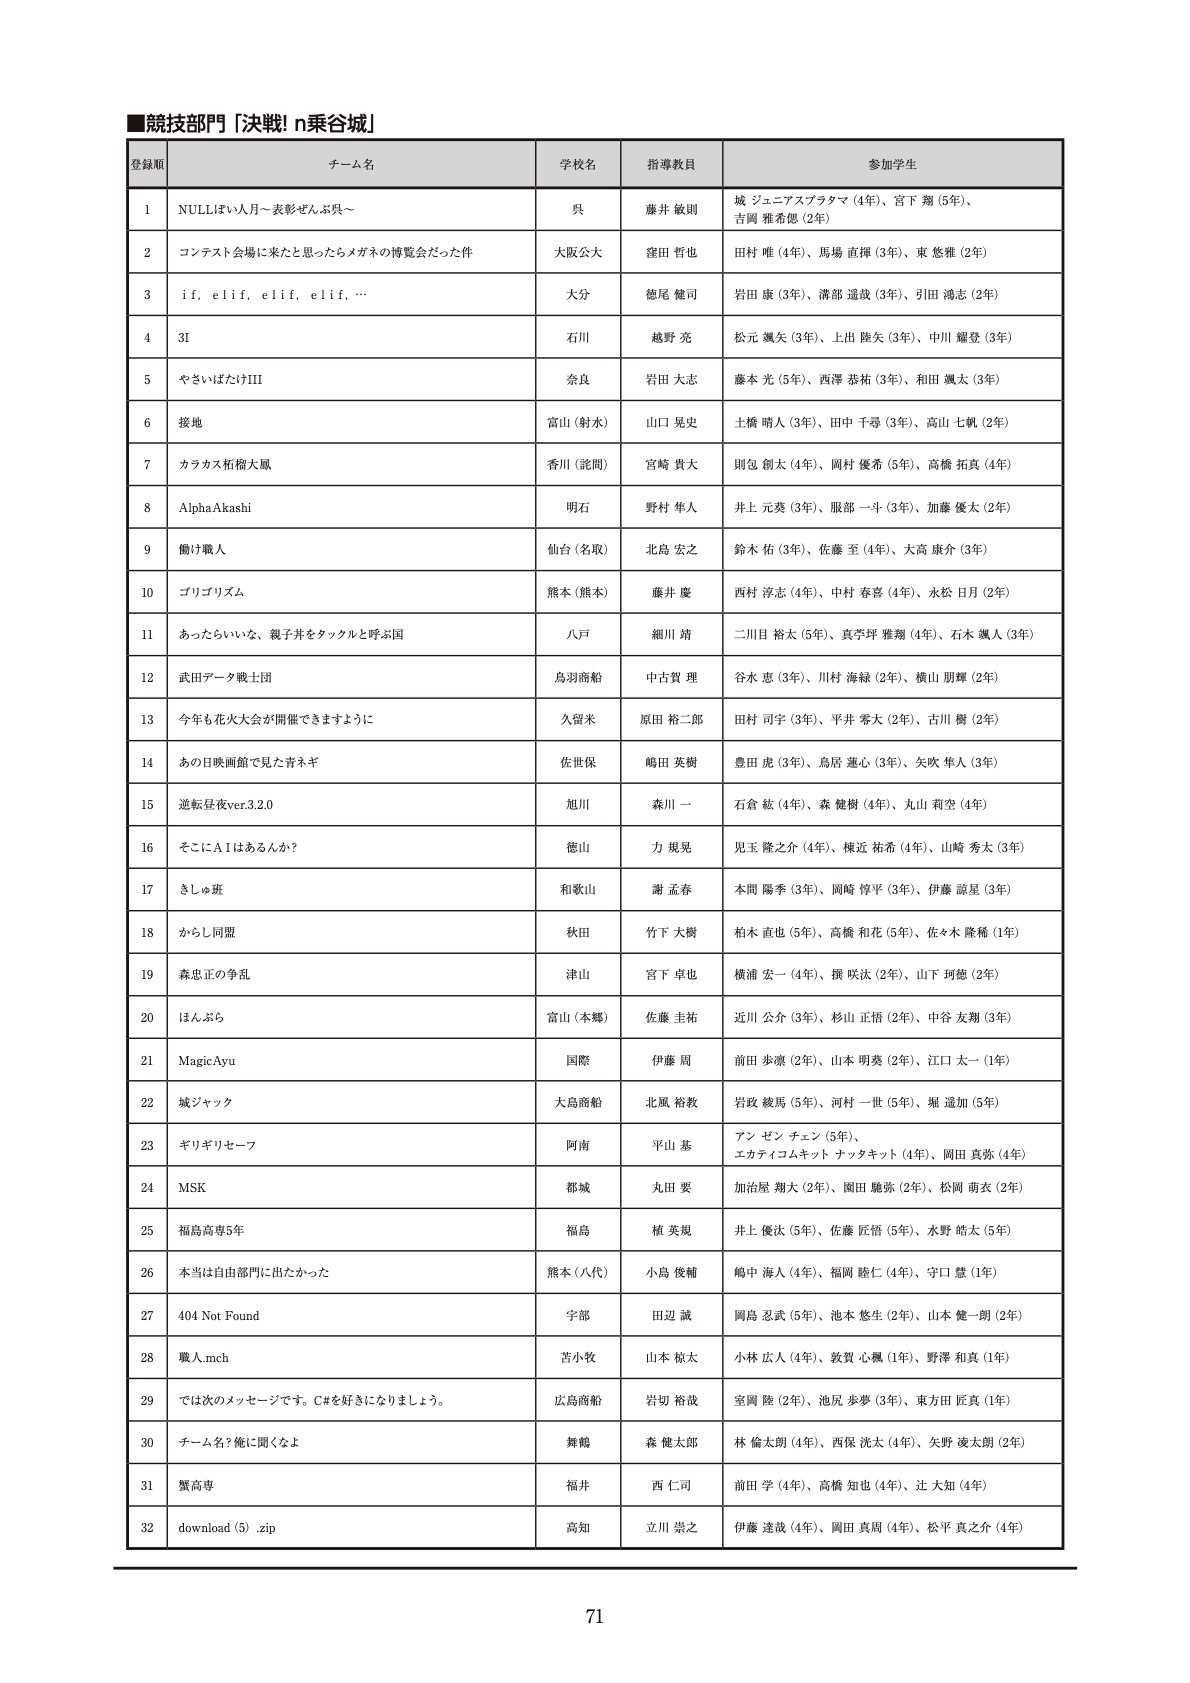 ■競技部門「決戦! n乗谷城」
登録順 チーム名 学校名 指導教員 参加学生
1 NULLぽい人月～表彰ぜんぶ呉～ 呉 藤井 敏則 城 ジュニアスプラタマ（4年）、宮下 翔（5年）、
吉岡 雅希偲（2年）
2 コンテスト会場に来たと思ったらメガネの博覧会だった件 大阪公大 窪田 哲也 田村 唯（4年）、馬場 直揮（3年）、東 悠雅（2年）
3 if, elif, elif, elif, … 大分 徳尾 健司 岩田 康（3年）、溝部 遥哉（3年）、引田 鴻志（2年）
4 3I 石川 越野 亮 松元 颯矢（3年）、上出 陸矢（3年）、中川 耀登（3年）
5 やさいばたけIII 奈良 岩田 大志 藤本 光（5年）、西澤 恭祐（3年）、和田 颯太（3年）
6 接地 富山（射水） 山口 晃史 土橋 晴人（3年）、田中 千尋（3年）、高山 七帆（2年）
7 カラカス柘榴大鳳 香川（詫間） 宮崎 貴大 則包 創太（4年）、岡村 優希（5年）、高橋 拓真（4年）
8 AlphaAkashi 明石 野村 隼人 井上 元葵（3年）、服部 一斗（3年）、加藤 優太（2年）
9 働け職人 仙台（名取） 北島 宏之 鈴木 佑（3年）、佐藤 至（4年）、大高 康介（3年）
10 ゴリゴリズム 熊本（熊本） 藤井 慶 西村 淳志（4年）、中村 春喜（4年）、永松 日月（2年）
11 あったらいいな、親子丼をタックルと呼ぶ国 八戸 細川 靖 二川目 裕太（5年）、真李坪 雅翔（4年）、石木 颯人（3年）
12 武田データ戦士団 鳥羽商船 中古賀 理 谷水 恵（3年）、川村 海緑（2年）、横山 朋輝（2年）
13 今年も花火大会が開催できますように 久留米 原田 裕二郎 田村 司宇（3年）、平井 零大（2年）、古川 樹（2年）
14 あの日映画館で見た青ネギ 佐世保 嶋田 英樹 豊田 虎（3年）、鳥居 蓮心（3年）、矢吹 隼人（3年）
15 逆転昼夜ver.3.2.0 旭川 森川 一 石倉 紘（4年）、森 健樹（4年）、丸山 莉空（4年）
16 そこにAIはあるんか? 徳山 力 規晃 児玉 隆之介（4年）、棟近 祐希（4年）、山崎 秀太（3年）
17 きしゅ班 和歌山 謝 孟春 本間 陽季（3年）、岡崎 惇平（3年）、伊藤 諒星（3年）
18 からし同盟 秋田 竹下 大樹 柏木 直也（5年）、高橋 和花（5年）、佐々木 隆稀（1年）
19 森忠正の争乱 津山 宮下 卓也 横浦 宏一（4年）、撰 咲汰（2年）、山下 珂徳（2年）
20 ほんぷら 富山（本郷） 佐藤 圭祐 近川 公介（3年）、杉山 正悟（2年）、中谷 友翔（3年）
21 MagicAyu 国際 伊藤 周 前田 歩凛（2年）、山本 明葵（2年）、江口 太一（1年）
22 城ジャック 大島商船 北風 裕教 岩政 綾馬（5年）、河村 一世（5年）、堀 遥加（5年）
23 ギリギリセーフ 阿南 平山 基 アン ゼン チェン（5年）、
エカティコムキット ナッタキット（4年）、岡田 真弥（4年）
24 MSK 都城 丸田 要 加治屋 翔大（2年）、園田 馳弥（2年）、松岡 萌衣（2年）
25 福島高専5年 福島 植 英規 井上 優汰（5年）、佐藤 匠悟（5年）、水野 皓太（5年）
26 本当は自由部門に出たかった 熊本（八代） 小島 俊輔 嶋中 海人（4年）、福岡 睦仁（4年）、守口 慧（1年）
27 404 Not Found 宇部 田辺 誠 岡島 忍武（5年）、池本 悠生（2年）、山本 健一朗（2年）
28 職人.mch 苫小牧 山本 椋太 小林 広人（4年）、敦賀 心楓（1年）、野澤 和真（1年）
29 では次のメッセージです。C#を好きになりましょう。 広島商船 岩切 裕哉 室岡 陸（2年）、池尻 歩夢（3年）、東方田 匠真（1年）
30 チーム名?俺に聞くなよ 舞鶴 森 健太郎 林 倫太朗（4年）、西保 洸太（4年）、矢野 凌太朗（2年）
31 蟹高専 福井 西 仁司 前田 学（4年）、高橋 知也（4年）、辻 大知（4年）
32 download（5）.zip 高知 立川 崇之 伊藤 達哉（4年）、岡田 真周（4年）、松平 真之介（4年）
71